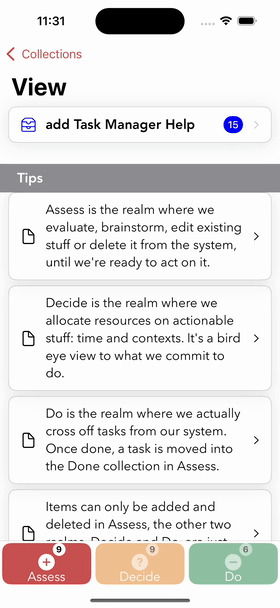 11:31
Collections
View
add Task Manager Help 15
Tips
Assess is the realm where we
evaluate, brainstorm, edit existing
stuff or delete it from the system,
until we're ready to act on it.
Decide is the realm where we
allocate resources on actionable
stuff: time and contexts. It's a bird
eye view to what we commit to
do.
Do is the realm where we actually
cross off tasks from our system.
Once done, a task is moved into
the Done collection in Assess.
Items can only be added and
deleted in Assess, the other two
realms, Decide and Do, are just
9 9 6
Assess Decide Do